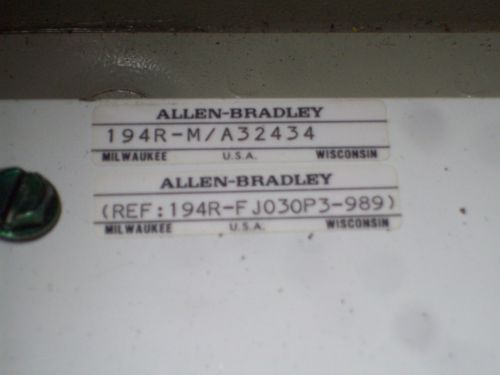 ALLEN-BRADLEY
194R-M/A32434
MILWAUKEE U.S.A. WISCONSIN
ALLEN-BRADLEY
(REF:194R-FJ030P3-989)
MILWAUKEE U.S.A. WISCONSIN